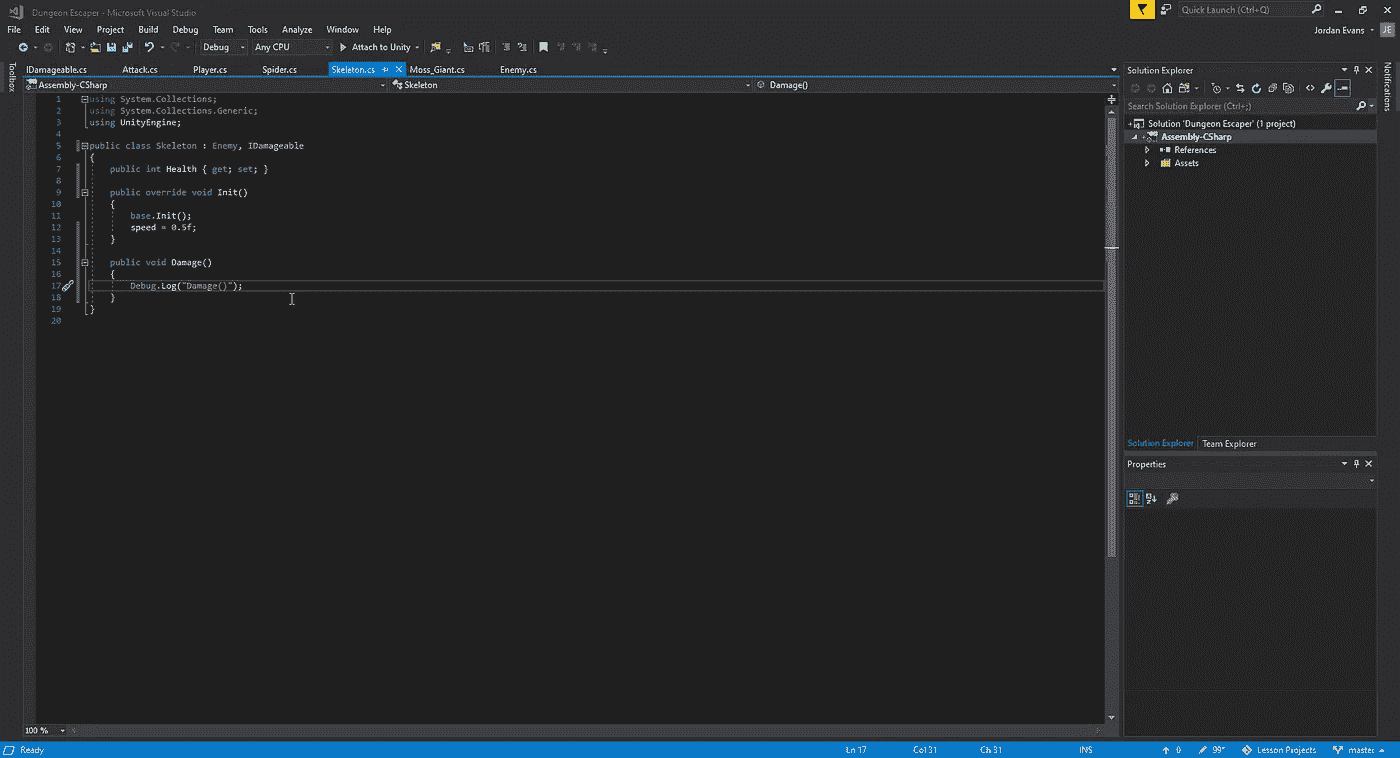 Dungeon Escaper - Microsoft Visual Studio
Quick Launch (Ctrl+Q)
File Edit View Project Build Debug Team Tools Analyze Window Help
Jordan Evans JE
Debug Any CPU Attach to Unity
Toolbox
IDamageable.cs Attack.cs Player.cs Spider.cs Skeleton.cs Moss_Giant.cs Enemy.cs
Assembly-CSharp Skeleton Damage()
1 using System.Collections;
2 using System.Collections.Generic;
3 using UnityEngine;
4
5 public class Skeleton : Enemy, IDamageable
6 {
7 public int Health { get; set; }
8
9 public override void Init()
10 {
11 base.Init();
12 speed = 0.5f;
13 }
14
15 public void Damage()
16 {
17 Debug.Log("Damage()");
18 }
19 }
20
Solution Explorer
Notifications
Search Solution Explorer (Ctrl+;)
Solution 'Dungeon Escaper' (1 project)
Assembly-CSharp
References
Assets
Solution Explorer Team Explorer
Properties
100 %
Ready Ln 17 Col 31 Ch 31 INS 0 99* Lesson Projects master